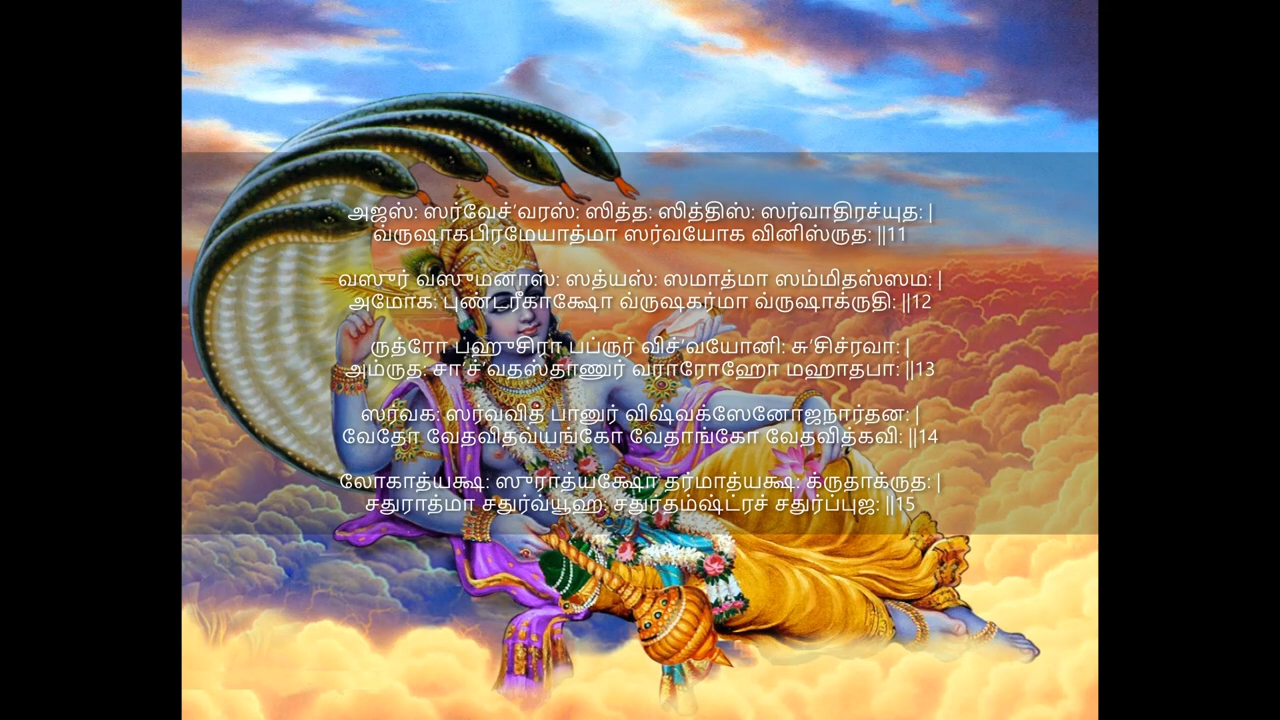 அஜஸ்: ஸர்வேச்'வரஸ்: ஸித்த: ஸித்திஸ்: ஸர்வாதிரச்யுத: |
வ்ருஷாகபிரமேயாத்மா ஸர்வயோக வினிஸ்ருத: ||11
வஸுர் வஸுமனாஸ்: ஸத்யஸ்: ஸமாத்மா ஸம்மிதஸ்ஸம: |
அமோக: புண்டரீகாக்ஷோ வ்ருஷகர்மா வ்ருஷாக்ருதி: ||12
ருத்ரோ பஹுசிரா பப்ருர் விச்'வயோனி: சு'சிச்ரவா: |
அம்ருத: சா'ச்'வதஸ்தாணுர் வராரோஹோ மஹாதபா: ||13
ஸர்வக: ஸர்வவித் பானுர் விஷ்வக்ஸேனோஜநார்தன: |
வேதோ வேதவிதவ்யங்கோ வேதாங்கோ வேதவித்கவி: ||14
லோகாத்யக்ஷ: ஸுராத்யக்ஷோ தர்மாத்யக்ஷ: க்ருதாக்ருத: |
சதுராத்மா சதுர்வ்யூஹ: சதுர்தம்ஷ்ட்ரச் சதுர்ப்புஜ: ||15